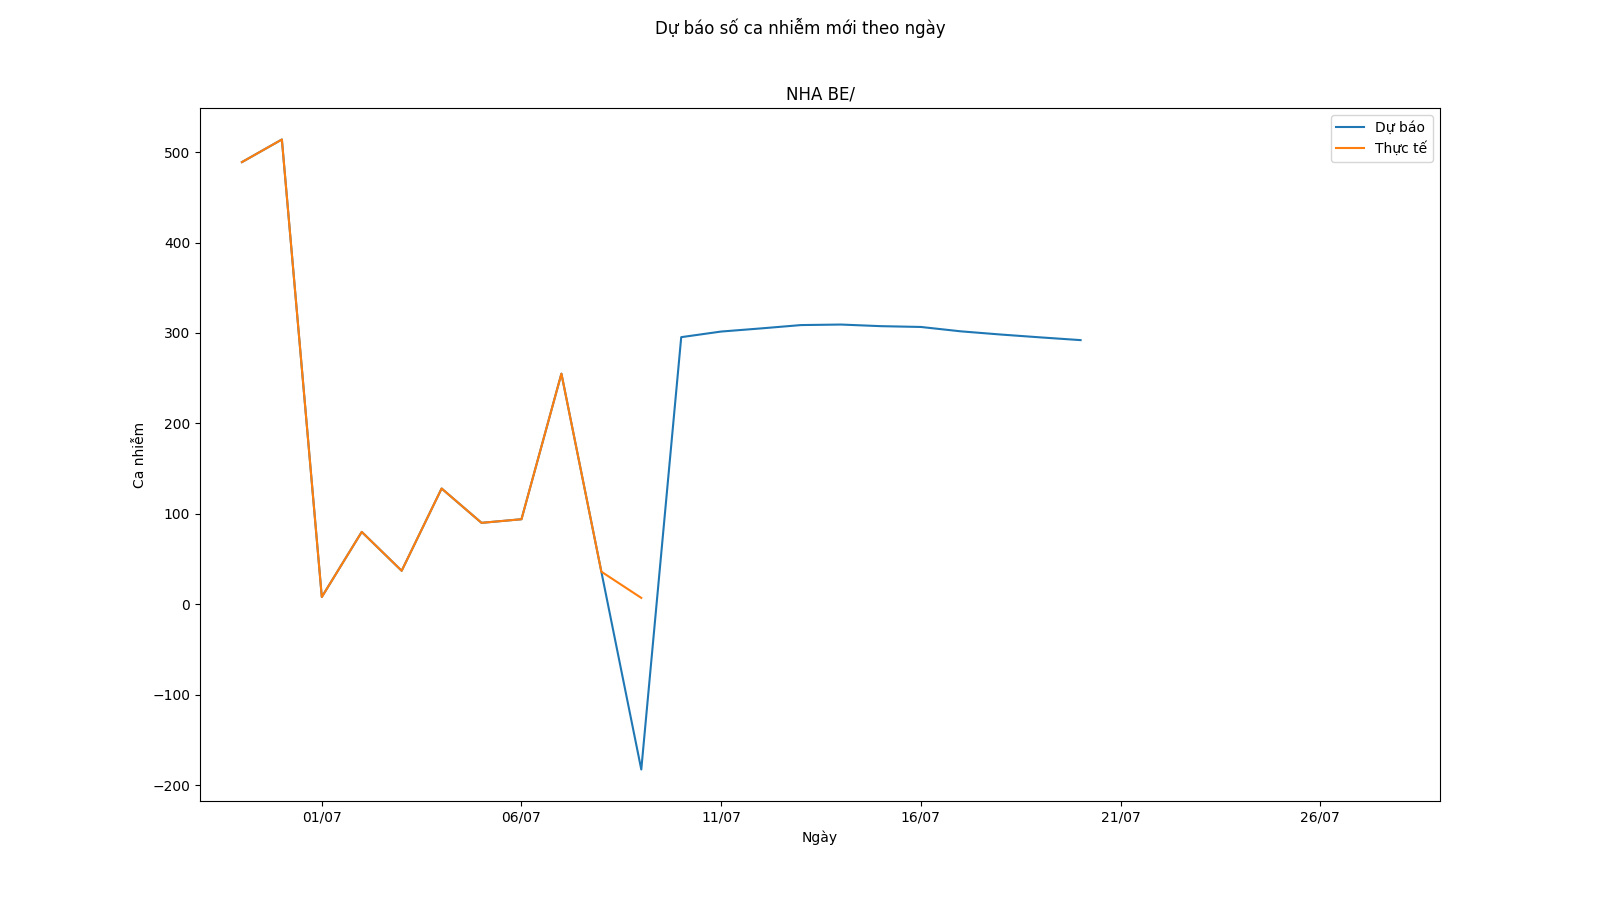 Dự báo số ca nhiễm mới theo ngày
NHA BE/
Dự báo
Thực tế
500
400
300
200
100
0
−100
−200
Ca nhiễm
01/07
06/07
11/07
16/07
21/07
26/07
Ngày